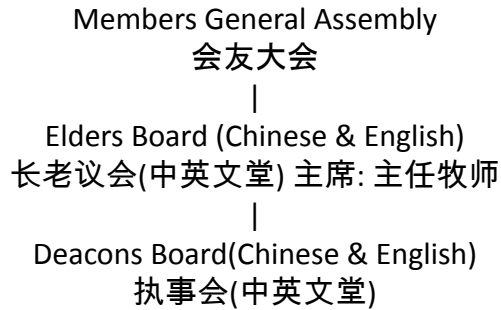 Members General Assembly
会友大会
|
Elders Board (Chinese & English)
长老议会(中英文堂) 主席: 主任牧师
|
Deacons Board(Chinese & English)
执事会(中英文堂)